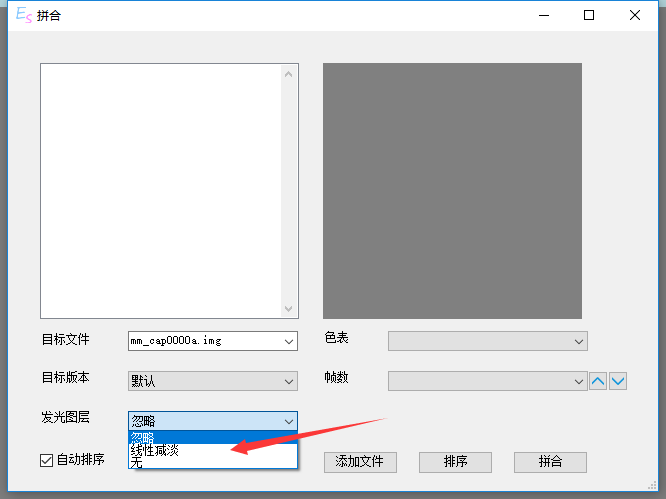 ES 拼合
目标文件
mm_cap0000a.img
色表
目标版本
默认
帧数
发光图层
忽略
忽略
线性减淡
无
自动排序
添加文件
排序
拼合